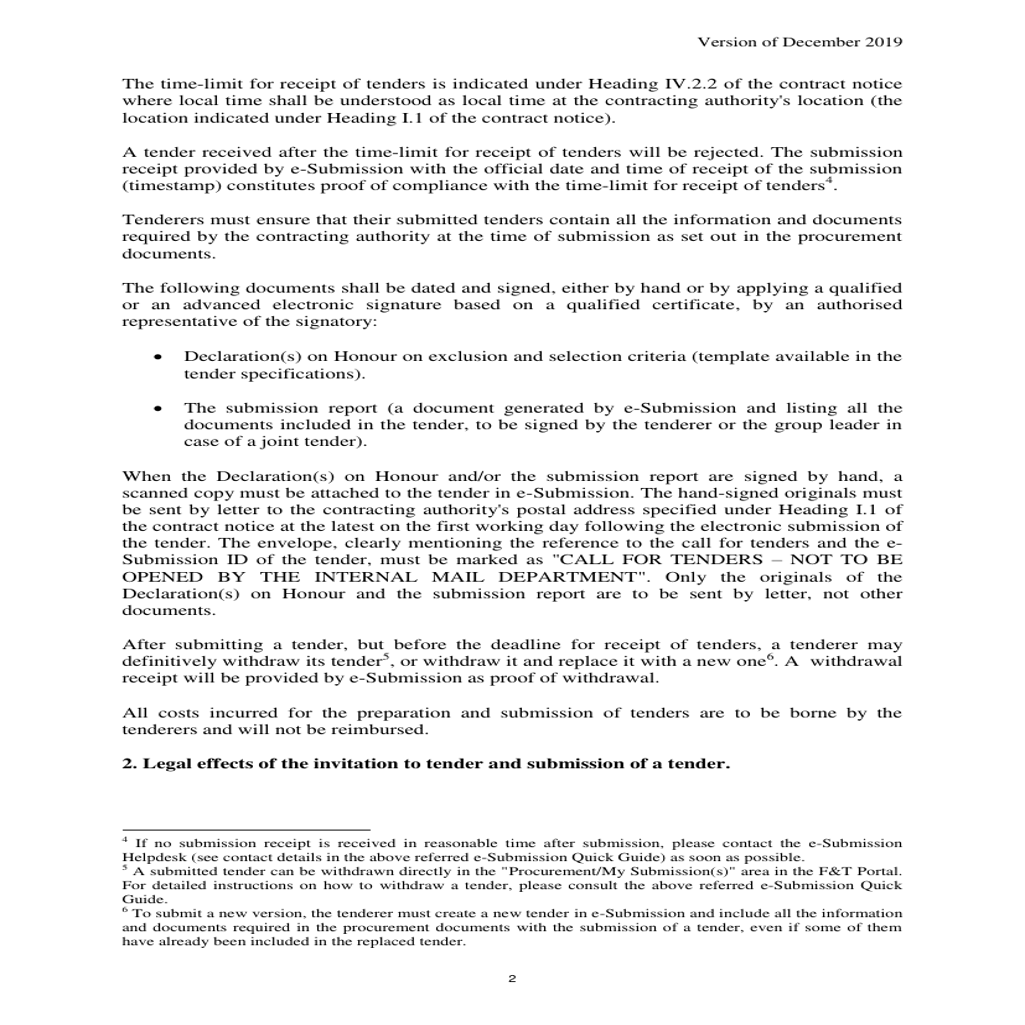 Version of December 2019
The time-limit for receipt of tenders is indicated under Heading IV.2.2 of the contract notice
where local time shall be understood as local time at the contracting authority's location (the
location indicated under Heading I.1 of the contract notice).
A tender received after the time-limit for receipt of tenders will be rejected. The submission
receipt provided by e-Submission with the official date and time of receipt of the submission
(timestamp) constitutes proof of compliance with the time-limit for receipt of tenders⁴.
Tenderers must ensure that their submitted tenders contain all the information and documents
required by the contracting authority at the time of submission as set out in the procurement
documents.
The following documents shall be dated and signed, either by hand or by applying a qualified
or an advanced electronic signature based on a qualified certificate, by an authorised
representative of the signatory:
• Declaration(s) on Honour on exclusion and selection criteria (template available in the
tender specifications).
• The submission report (a document generated by e-Submission and listing all the
documents included in the tender, to be signed by the tenderer or the group leader in
case of a joint tender).
When the Declaration(s) on Honour and/or the submission report are signed by hand, a
scanned copy must be attached to the tender in e-Submission. The hand-signed originals must
be sent by letter to the contracting authority's postal address specified under Heading I.1 of
the contract notice at the latest on the first working day following the electronic submission of
the tender. The envelope, clearly mentioning the reference to the call for tenders and the e-
Submission ID of the tender, must be marked as "CALL FOR TENDERS – NOT TO BE
OPENED BY THE INTERNAL MAIL DEPARTMENT". Only the originals of the
Declaration(s) on Honour and the submission report are to be sent by letter, not other
documents.
After submitting a tender, but before the deadline for receipt of tenders, a tenderer may
definitively withdraw its tender⁵, or withdraw it and replace it with a new one⁶. A withdrawal
receipt will be provided by e-Submission as proof of withdrawal.
All costs incurred for the preparation and submission of tenders are to be borne by the
tenderers and will not be reimbursed.
2. Legal effects of the invitation to tender and submission of a tender.
⁴ If no submission receipt is received in reasonable time after submission, please contact the e-Submission
Helpdesk (see contact details in the above referred e-Submission Quick Guide) as soon as possible.
⁵ A submitted tender can be withdrawn directly in the "Procurement/My Submission(s)" area in the F&T Portal.
For detailed instructions on how to withdraw a tender, please consult the above referred e-Submission Quick
Guide.
⁶ To submit a new version, the tenderer must create a new tender in e-Submission and include all the information
and documents required in the procurement documents with the submission of a tender, even if some of them
have already been included in the replaced tender.
2